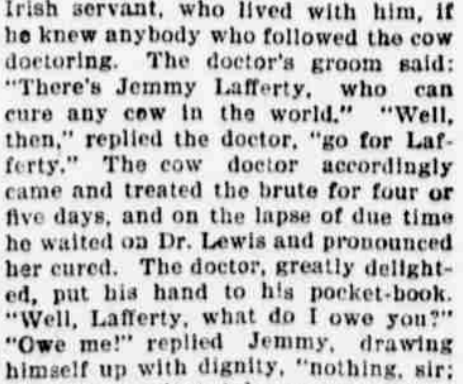 Irish servant, who lived with him, if
he knew anybody who followed the cow
doctoring. The doctor's groom said:
"There's Jemmy Lafferty, who can
cure any cow in the world." "Well,
then," replied the doctor, "go for Laf-
ferty." The cow doctor accordingly
came and treated the brute for four or
five days, and on the lapse of due time
he waited on Dr. Lewis and pronounced
her cured. The doctor, greatly delight-
ed, put his hand to his pocket-book.
"Well, Lafferty, what do I owe you?"
"Owe me!" replied Jemmy, drawing
himself up with dignity, "nothing, sir;